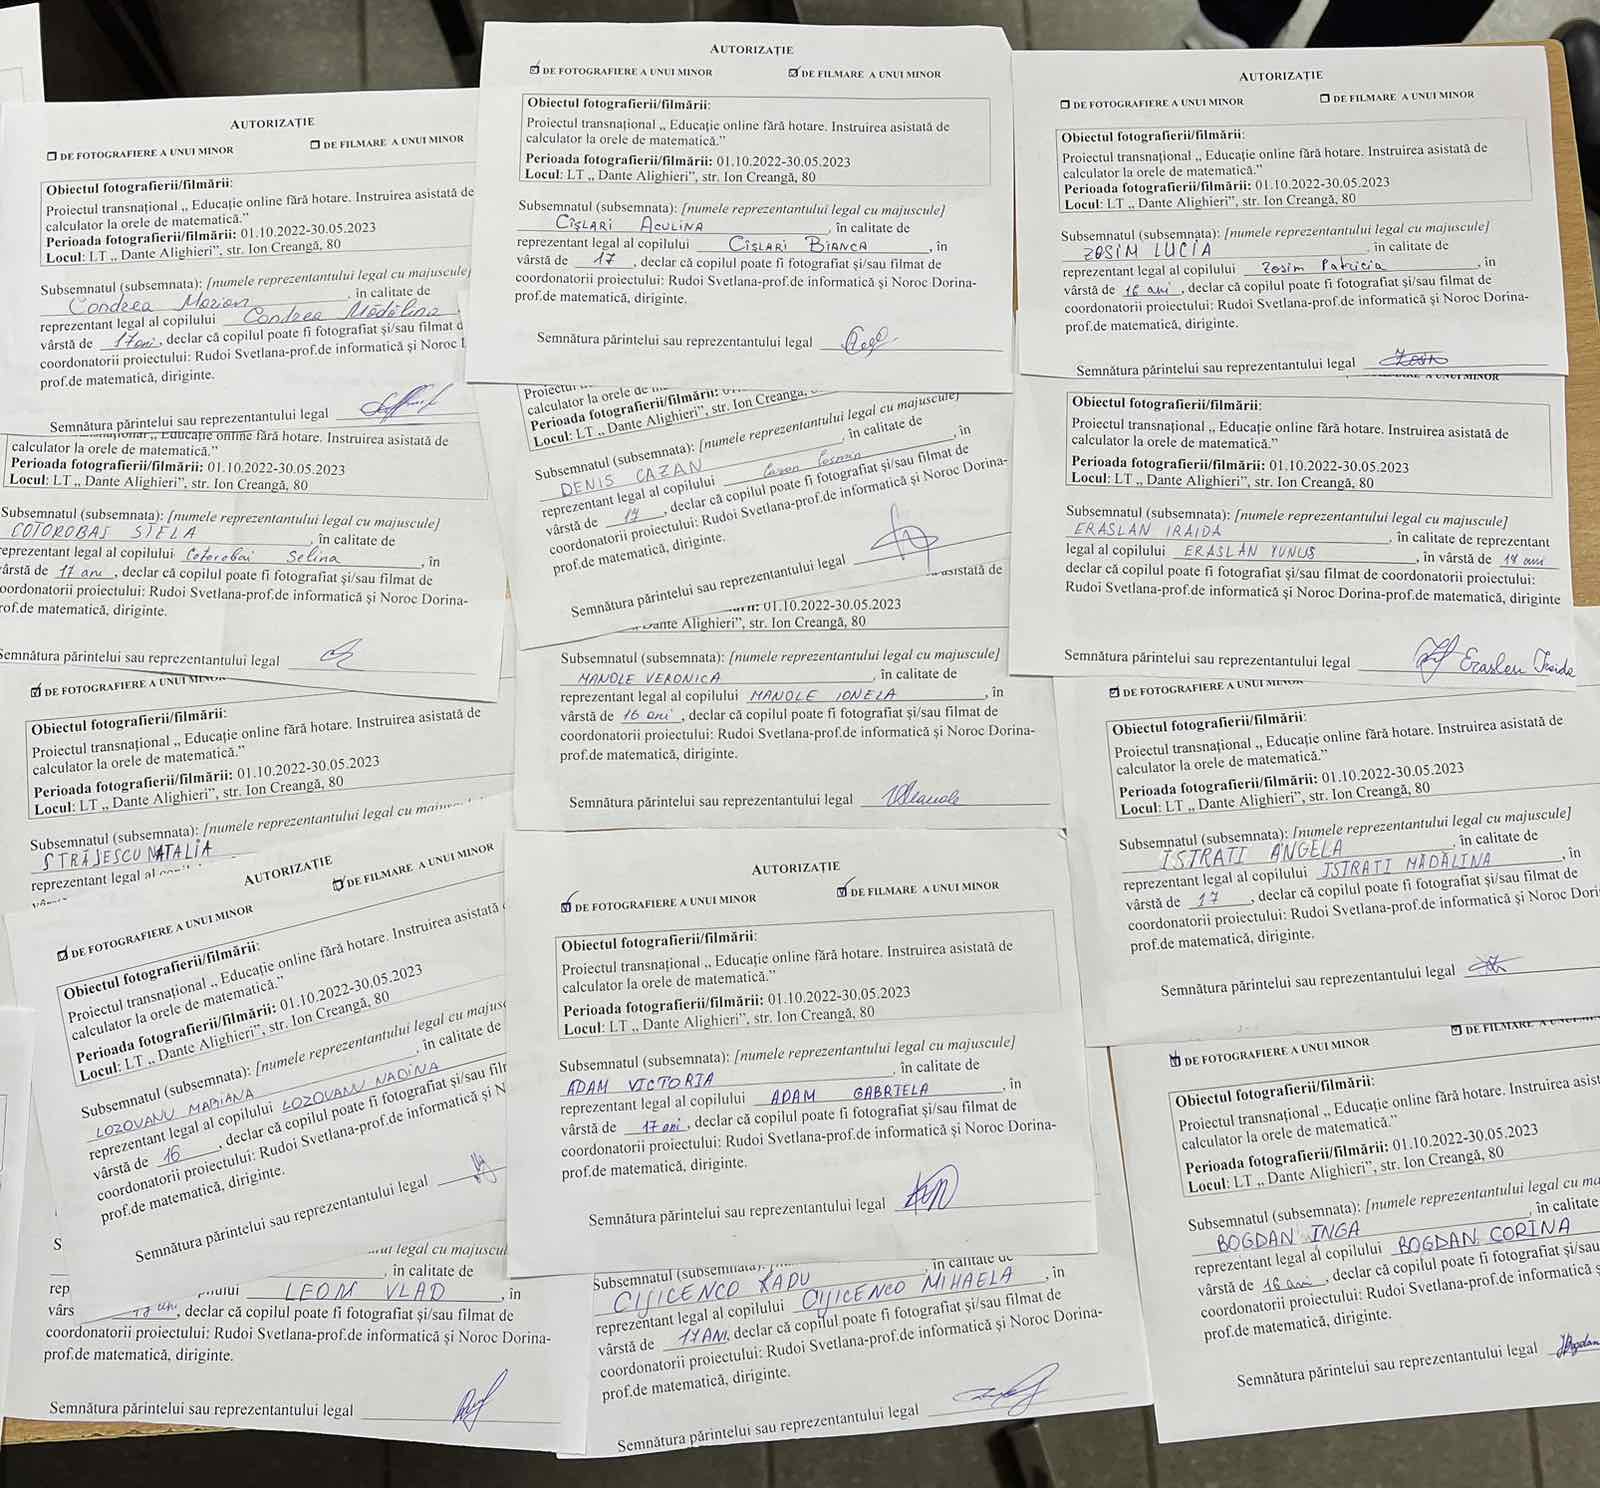 AUTORIZAȚIE
☐ DE FOTOGRAFIERE A UNUI MINOR ☐ DE FILMARE A UNUI MINOR
Obiectul fotografierii/filmării:
Proiectul transnațional „ Educație online fără hotare. Instruirea asistată de
calculator la orele de matematică.”
Perioada fotografierii/filmării: 01.10.2022-30.05.2023
Locul: LT „ Dante Alighieri”, str. Ion Creangă, 80
Subsemnatul (subsemnata): [numele reprezentantului legal cu majuscule]
Condrea Marian, în calitate de
reprezentant legal al copilului Condrea Mădălina,
vârstă de 17ani, declar că copilul poate fi fotografiat și/sau filmat d
coordonatorii proiectului: Rudoi Svetlana-prof.de informatică și Noroc
prof.de matematică, diriginte.
Semnătura părintelui sau reprezentantului legal
AUTORIZAȚIE
☑ DE FOTOGRAFIERE A UNUI MINOR ☑ DE FILMARE A UNUI MINOR
Obiectul fotografierii/filmării:
Proiectul transnațional „ Educație online fără hotare. Instruirea asistată de
calculator la orele de matematică.”
Perioada fotografierii/filmării: 01.10.2022-30.05.2023
Locul: LT „ Dante Alighieri”, str. Ion Creangă, 80
Subsemnatul (subsemnata): [numele reprezentantului legal cu majuscule]
CÎȘLARI ACULINA, în calitate de
reprezentant legal al copilului CÎȘLARI BIANCA, în
vârstă de 17, declar că copilul poate fi fotografiat și/sau filmat de
coordonatorii proiectului: Rudoi Svetlana-prof.de informatică și Noroc Dorina-
prof.de matematică, diriginte.
Semnătura părintelui sau reprezentantului legal
AUTORIZAȚIE
☐ DE FOTOGRAFIERE A UNUI MINOR ☐ DE FILMARE A UNUI MINOR
Obiectul fotografierii/filmării:
Proiectul transnațional „ Educație online fără hotare. Instruirea asistată de
calculator la orele de matematică.”
Perioada fotografierii/filmării: 01.10.2022-30.05.2023
Locul: LT „ Dante Alighieri”, str. Ion Creangă, 80
Subsemnatul (subsemnata): [numele reprezentantului legal cu majuscule]
ZOSIM LUCIA, în calitate de
reprezentant legal al copilului Zosim Patricia, în
vârstă de 16 ani, declar că copilul poate fi fotografiat și/sau filmat de
coordonatorii proiectului: Rudoi Svetlana-prof.de informatică și Noroc Dorina-
prof.de matematică, diriginte.
Semnătura părintelui sau reprezentantului legal Zosim
„ Educație online fără hotare. Instruirea asistată de
calculator la orele de matematică.”
Perioada fotografierii/filmării: 01.10.2022-30.05.2023
Locul: LT „ Dante Alighieri”, str. Ion Creangă, 80
Subsemnatul (subsemnata): [numele reprezentantului legal cu majuscule]
COTOROBAI STELA, în calitate de
reprezentant legal al copilului Cotorobai Selina, în
vârstă de 17 ani, declar că copilul poate fi fotografiat și/sau filmat de
coordonatorii proiectului: Rudoi Svetlana-prof.de informatică și Noroc Dorina-
prof.de matematică, diriginte.
Semnătura părintelui sau reprezentantului legal
Proiectul
calculator la orele de
Perioada fotografierii/filmării:
Locul: LT „ Dante Alighieri”, str. Ion Creangă,
Subsemnatul (subsemnata): [numele reprezentantului legal cu majuscule]
DENIS CAZAN, în calitate de
reprezentant legal al copilului Cazan Cosmin, în
vârstă de 17, declar că copilul poate fi fotografiat și/sau filmat de
coordonatorii proiectului: Rudoi Svetlana-prof.de informatică și Noroc Dorina-
prof.de matematică, diriginte.
Semnătura părintelui sau reprezentantului legal
A UNUI MINOR
Obiectul fotografierii/filmării:
Proiectul transnațional „ Educație online fără hotare. Instruirea asistată de
calculator la orele de matematică.”
Perioada fotografierii/filmării: 01.10.2022-30.05.2023
Locul: LT „ Dante Alighieri”, str. Ion Creangă, 80
Subsemnatul (subsemnata): [numele reprezentantului legal cu majuscule]
ERASLAN IRAIDA, în calitate de reprezentant
legal al copilului ERASLAN YUNUS, în vârstă de 17 ani
declar că copilul poate fi fotografiat și/sau filmat de coordonatorii proiectului:
Rudoi Svetlana-prof.de informatică și Noroc Dorina-prof.de matematică, diriginte
Semnătura părintelui sau reprezentantului legal Eraslan Iraida
asistată de
01.10.2022-30.05.2023
Dante Alighieri”, str. Ion Creangă, 80
Subsemnatul (subsemnata): [numele reprezentantului legal cu majuscule]
MANOLE VERONICA, în calitate de
reprezentant legal al copilului MANOLE IONELA, în
vârstă de 16 ani, declar că copilul poate fi fotografiat și/sau filmat de
coordonatorii proiectului: Rudoi Svetlana-prof.de informatică și Noroc Dorina-
prof.de matematică, diriginte.
Semnătura părintelui sau reprezentantului legal Manole
☑ DE FOTOGRAFIERE A UNUI MINOR
Obiectul fotografierii/filmării:
Proiectul transnațional „ Educație online fără hotare. Instruirea asistată de
calculator la orele de matematică.”
Perioada fotografierii/filmării: 01.10.2022-30.05.2023
Locul: LT „ Dante Alighieri”, str. Ion Creangă, 80
Subsemnatul (subsemnata): [numele reprezentantului legal cu
STRĂJESCU NATALIA
reprezentant legal al
☑ DE FOTOGRAFIERE A UNUI MINOR
Obiectul fotografierii/filmării:
Proiectul transnațional „ Educație online fără hotare. Instruirea asistată de
calculator la orele de matematică.”
Perioada fotografierii/filmării: 01.10.2022-30.05.2023
Locul: LT „ Dante Alighieri”, str. Ion Creangă, 80
Subsemnatul (subsemnata): [numele reprezentantului legal cu majuscule]
ISTRATI ANGELA, în calitate de
reprezentant legal al copilului ISTRATI MĂDĂLINA, în
vârstă de 17, declar că copilul poate fi fotografiat și/sau filmat de
coordonatorii proiectului: Rudoi Svetlana-prof.de informatică și Noroc Dori
prof.de matematică, diriginte.
Semnătura părintelui sau reprezentantului legal
AUTORIZAȚIE
☑ DE FOTOGRAFIERE A UNUI MINOR ☑ DE FILMARE A UNUI MINOR
Obiectul fotografierii/filmării:
Proiectul transnațional „ Educație online fără hotare. Instruirea asistată
calculator la orele de matematică.”
Perioada fotografierii/filmării: 01.10.2022-30.05.2023
Locul: LT „ Dante Alighieri”, str. Ion Creangă, 80
Subsemnatul (subsemnata): [numele reprezentantului legal cu majusc
LOZOVANU MARIANA, în calitate de
reprezentant legal al copilului LOZOVANU NADINA
vârstă de 16, declar că copilul poate fi fotografiat și/sau film
coordonatorii proiectului: Rudoi Svetlana-prof.de informatică și N
prof.de matematică, diriginte.
Semnătura părintelui sau reprezentantului legal
AUTORIZAȚIE
☑ DE FOTOGRAFIERE A UNUI MINOR ☑ DE FILMARE A UNUI MINOR
Obiectul fotografierii/filmării:
Proiectul transnațional „ Educație online fără hotare. Instruirea asistată de
calculator la orele de matematică.”
Perioada fotografierii/filmării: 01.10.2022-30.05.2023
Locul: LT „ Dante Alighieri”, str. Ion Creangă, 80
Subsemnatul (subsemnata): [numele reprezentantului legal cu majuscule]
ADAM VICTORIA, în calitate de
reprezentant legal al copilului ADAM GABRIELA, în
vârstă de 17 ani, declar că copilul poate fi fotografiat și/sau filmat de
coordonatorii proiectului: Rudoi Svetlana-prof.de informatică și Noroc Dorina-
prof.de matematică, diriginte.
Semnătura părintelui sau reprezentantului legal
☑ DE FOTOGRAFIERE A UNUI MINOR ☑ DE FILMARE A UNUI MINOR
Obiectul fotografierii/filmării:
Proiectul transnațional „ Educație online fără hotare. Instruirea asist
calculator la orele de matematică.”
Perioada fotografierii/filmării: 01.10.2022-30.05.2023
Locul: LT „ Dante Alighieri”, str. Ion Creangă, 80
Subsemnatul (subsemnata): [numele reprezentantului legal cu ma
BOGDAN INGA, în calitate
reprezentant legal al copilului BOGDAN CORINA
vârstă de 16 ani, declar că copilul poate fi fotografiat și/sau
coordonatorii proiectului: Rudoi Svetlana-prof.de informatică ș
prof.de matematică, diriginte.
Semnătura părintelui sau reprezentantului legal Bogdan
S legal cu majuscul
, în calitate de
rep LEOM VLAD, în
vârs 17 ani, declar că copilul poate fi fotografiat și/sau filmat de
coordonatorii proiectului: Rudoi Svetlana-prof.de informatică și Noroc Dorina-
prof.de matematică, diriginte.
Semnătura părintelui sau reprezentantului legal
Subsemnatul (subsemnata):
RADU, în calitate de
reprezentant legal al copilului MIHAELA, în
vârstă de 17 ANI, declar că copilul poate fi fotografiat și/sau filmat de
coordonatorii proiectului: Rudoi Svetlana-prof.de informatică și Noroc Dorina-
prof.de matematică, diriginte.
Semnătura părintelui sau reprezentantului legal